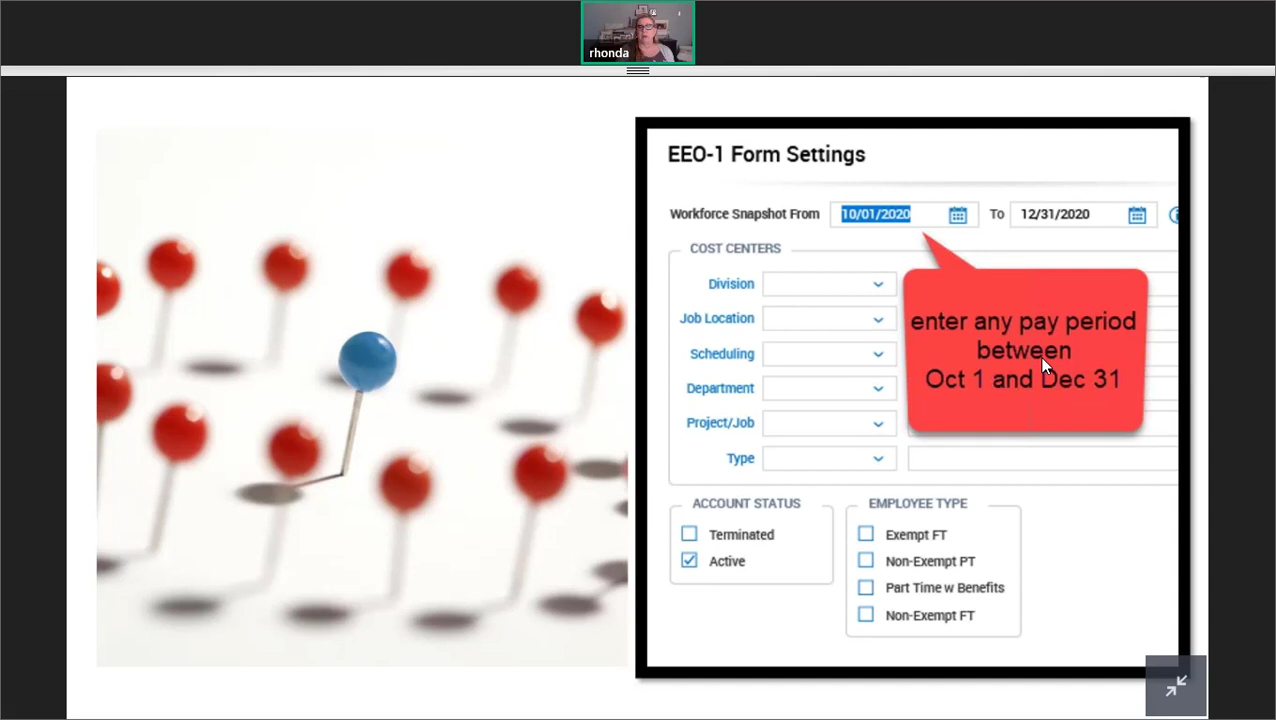 rhonda
EEO-1 Form Settings
Workforce Snapshot From 10/01/2020 To 12/31/2020
COST CENTERS
Division
Job Location
Scheduling
Department
Project/Job
Type
enter any pay period
between
Oct 1 and Dec 31
ACCOUNT STATUS
Terminated
Active
EMPLOYEE TYPE
Exempt FT
Non-Exempt PT
Part Time w Benefits
Non-Exempt FT